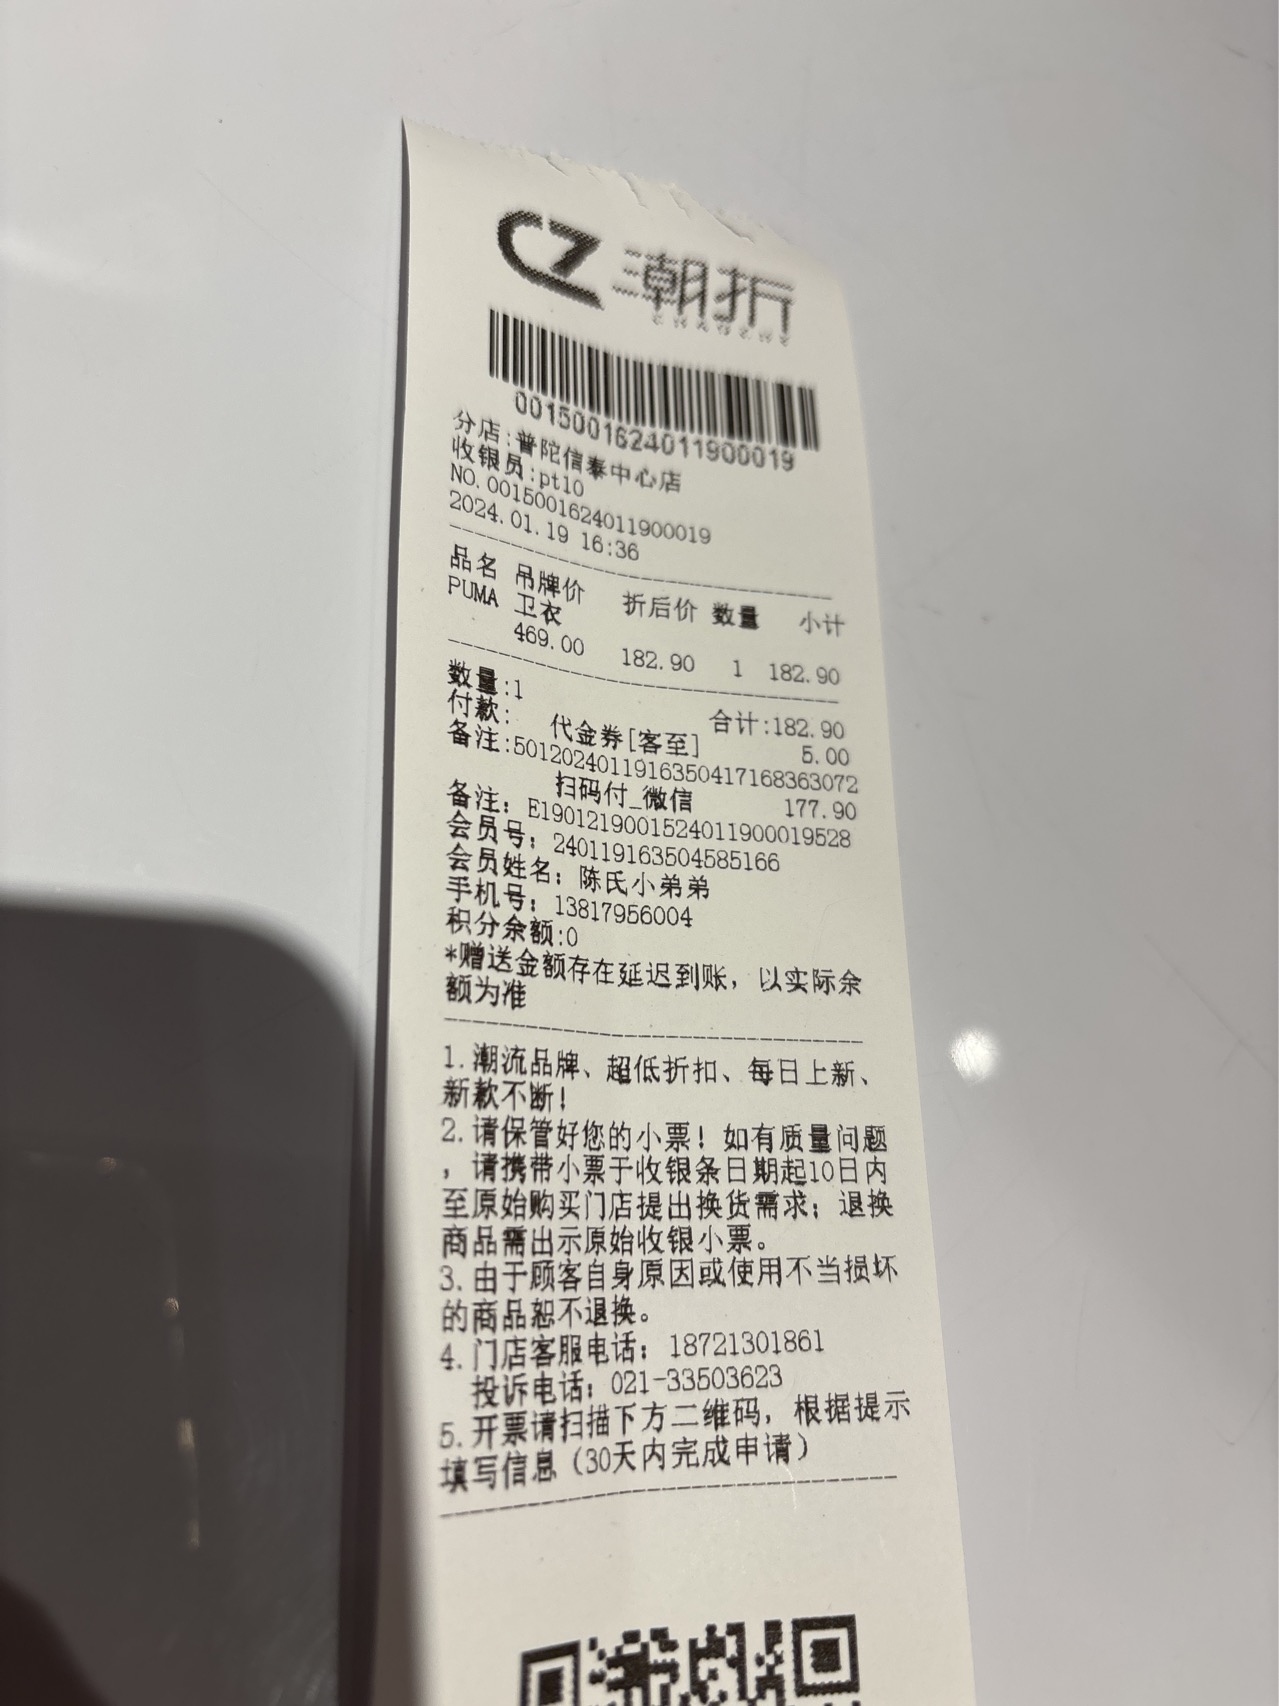 CZ 潮折
CHAOZHE
0015001624011900019
分店:普陀信泰中心店
收银员:pt10
NO.0015001624011900019
2024.01.19 16:36
品名 吊牌价 折后价 数量 小计
PUMA 卫衣
469.00 182.90 1 182.90
数量:1 合计:182.90
付款: 代金券[客至] 5.00
备注:5012024011916350417168363072
扫码付_微信 177.90
备注: E1901219001524011900019528
会员号: 240119163504585166
会员姓名: 陈氏小弟弟
手机号: 13817956004
积分余额:0
*赠送金额存在延迟到账，以实际余
额为准
1.潮流品牌、超低折扣、每日上新、
新款不断!
2.请保管好您的小票! 如有质量问题
，请携带小票于收银条日期起10日内
至原始购买门店提出换货需求; 退换
商品需出示原始收银小票。
3.由于顾客自身原因或使用不当损坏
的商品恕不退换。
4.门店客服电话: 18721301861
投诉电话: 021-33503623
5.开票请扫描下方二维码，根据提示
填写信息 (30天内完成申请)